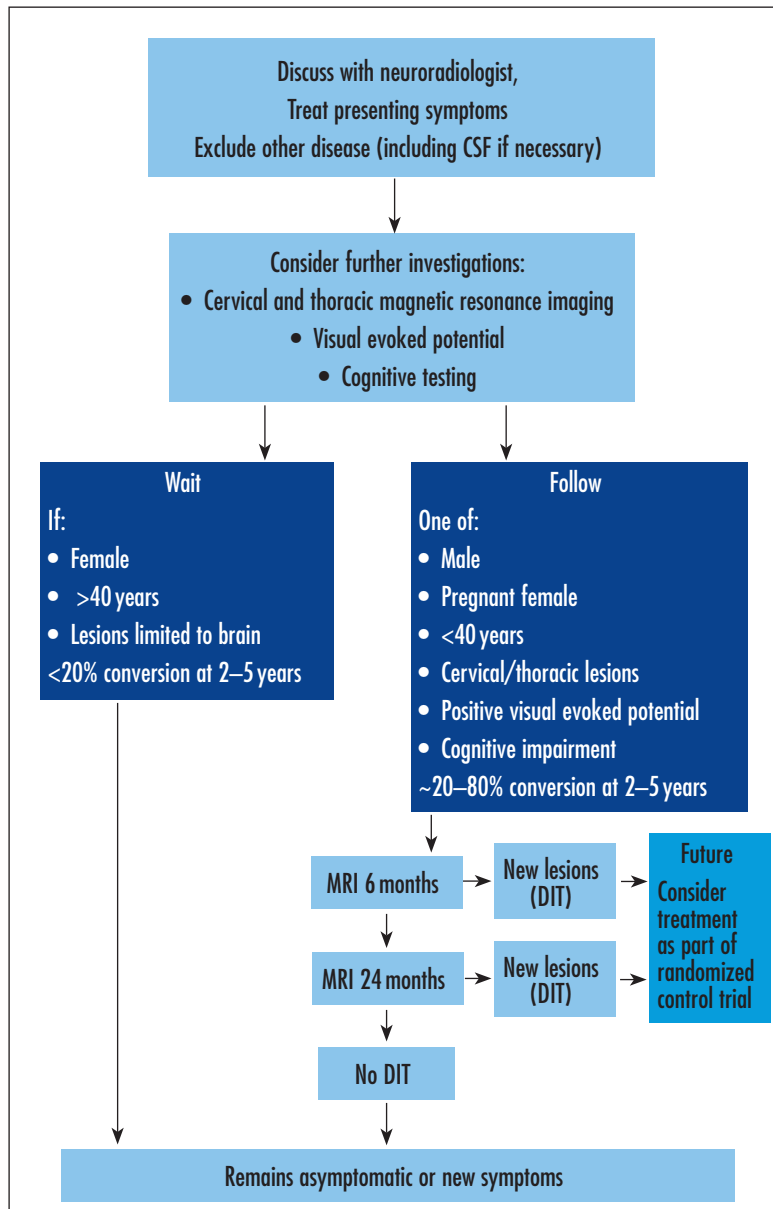 Discuss with neuroradiologist,
Treat presenting symptoms
Exclude other disease (including CSF if necessary)
Consider further investigations:
• Cervical and thoracic magnetic resonance imaging
• Visual evoked potential
• Cognitive testing
Wait
If:
• Female
• >40 years
• Lesions limited to brain
<20% conversion at 2–5 years
Follow
One of:
• Male
• Pregnant female
• <40 years
• Cervical/thoracic lesions
• Positive visual evoked potential
• Cognitive impairment
~20–80% conversion at 2–5 years
MRI 6 months
New lesions
(DIT)
Future
Consider
treatment
as part of
randomized
control trial
MRI 24 months
New lesions
(DIT)
No DIT
Remains asymptomatic or new symptoms